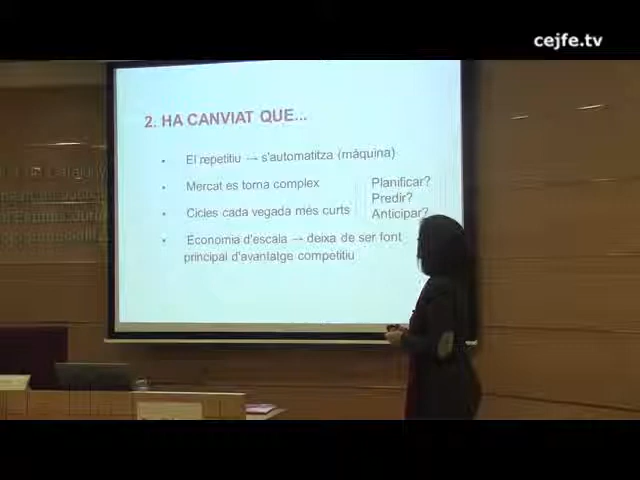 cejfe.tv
2. HA CANVIAT QUE...
• El repetitiu → s'automatitza (màquina)
• Mercat es torna complex
• Cicles cada vegada més curts
Planificar?
Predir?
Anticipar?
• Economia d'escala → deixa de ser font
principal d'avantatge competitiu